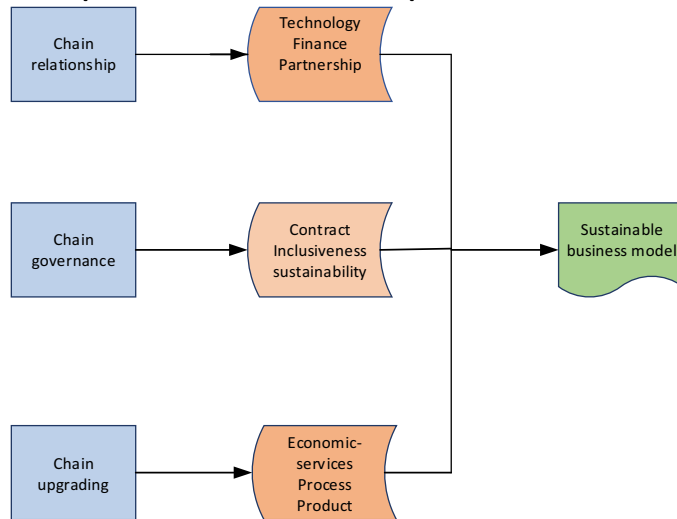 Chain
relationship
Technology
Finance
Partnership
Chain
governance
Contract
Inclusiveness
sustainability
Sustainable
business model
Chain
upgrading
Economic-
services
Process
Product